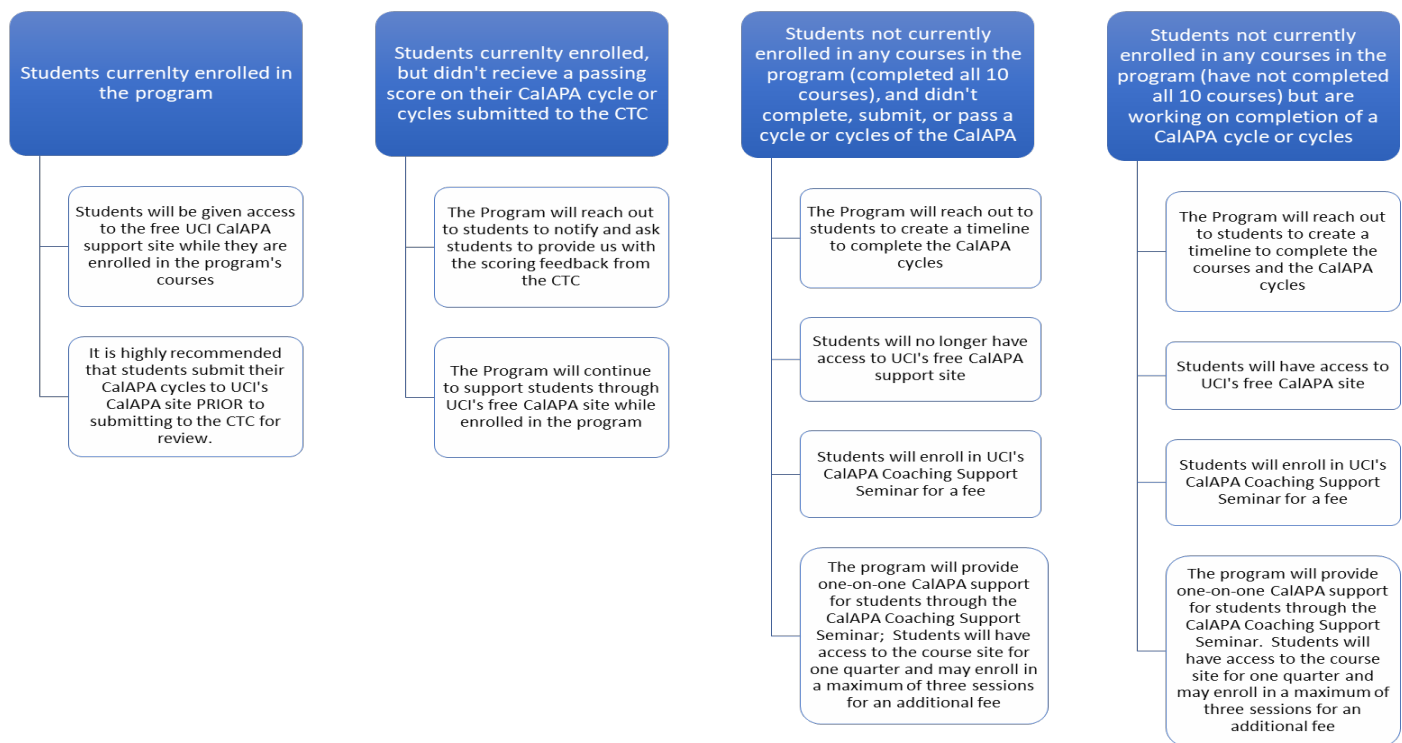 Students currenlty enrolled in
the program
Students will be given access
to the free UCI CalAPA
support site while they are
enrolled in the program's
courses
It is highly recommended
that students submit their
CalAPA cycles to UCI's
CalAPA site PRIOR to
submitting to the CTC for
review.
Students currenlty enrolled,
but didn't recieve a passing
score on their CalAPA cycle or
cycles submitted to the CTC
The Program will reach out
to students to notify and ask
students to provide us with
the scoring feedback from
the CTC
The Program will continue
to support students through
UCI's free CalAPA site while
enrolled in the program
Students not currently
enrolled in any courses in the
program (completed all 10
courses), and didn't
complete, submit, or pass a
cycle or cycles of the CalAPA
The Program will reach out to
students to create a timeline
to complete the CalAPA
cycles
Students will no longer have
access to UCI's free CalAPA
support site
Students will enroll in UCI's
CalAPA Coaching Support
Seminar for a fee
The program will provide
one-on-one CalAPA support
for students through the
CalAPA Coaching Support
Seminar;  Students will have
access to the course site for
one quarter and may enroll in
a maximum of three sessions
for an additional fee
Students not currently
enrolled in any courses in the
program (have not completed
all 10 courses) but are
working on completion of a
CalAPA cycle or cycles
The Program will reach out
to students to create a
timeline to complete the
courses and the CalAPA
cycles
Students will have access to
UCI's free CalAPA site
Students will enroll in UCI's
CalAPA Coaching Support
Seminar for a fee
The program will provide
one-on-one CalAPA support
for students through the
CalAPA Coaching Support
Seminar.  Students will
have access to the course
site for one quarter and
may enroll in a maximum of
three sessions for an
additional fee